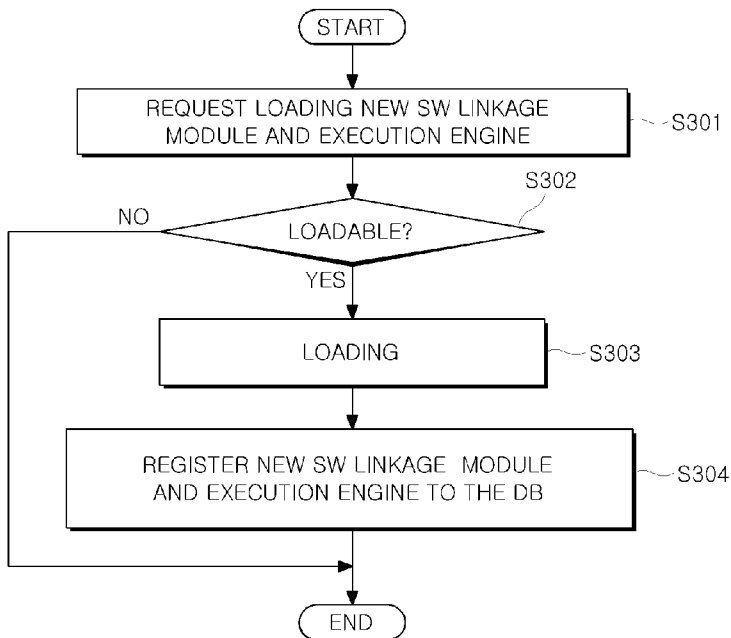 START
REQUEST LOADING NEW SW LINKAGE
MODULE AND EXECUTION ENGINE
S301
S302
NO
LOADABLE?
YES
LOADING
S303
REGISTER NEW SW LINKAGE MODULE
AND EXECUTION ENGINE TO THE DB
S304
END